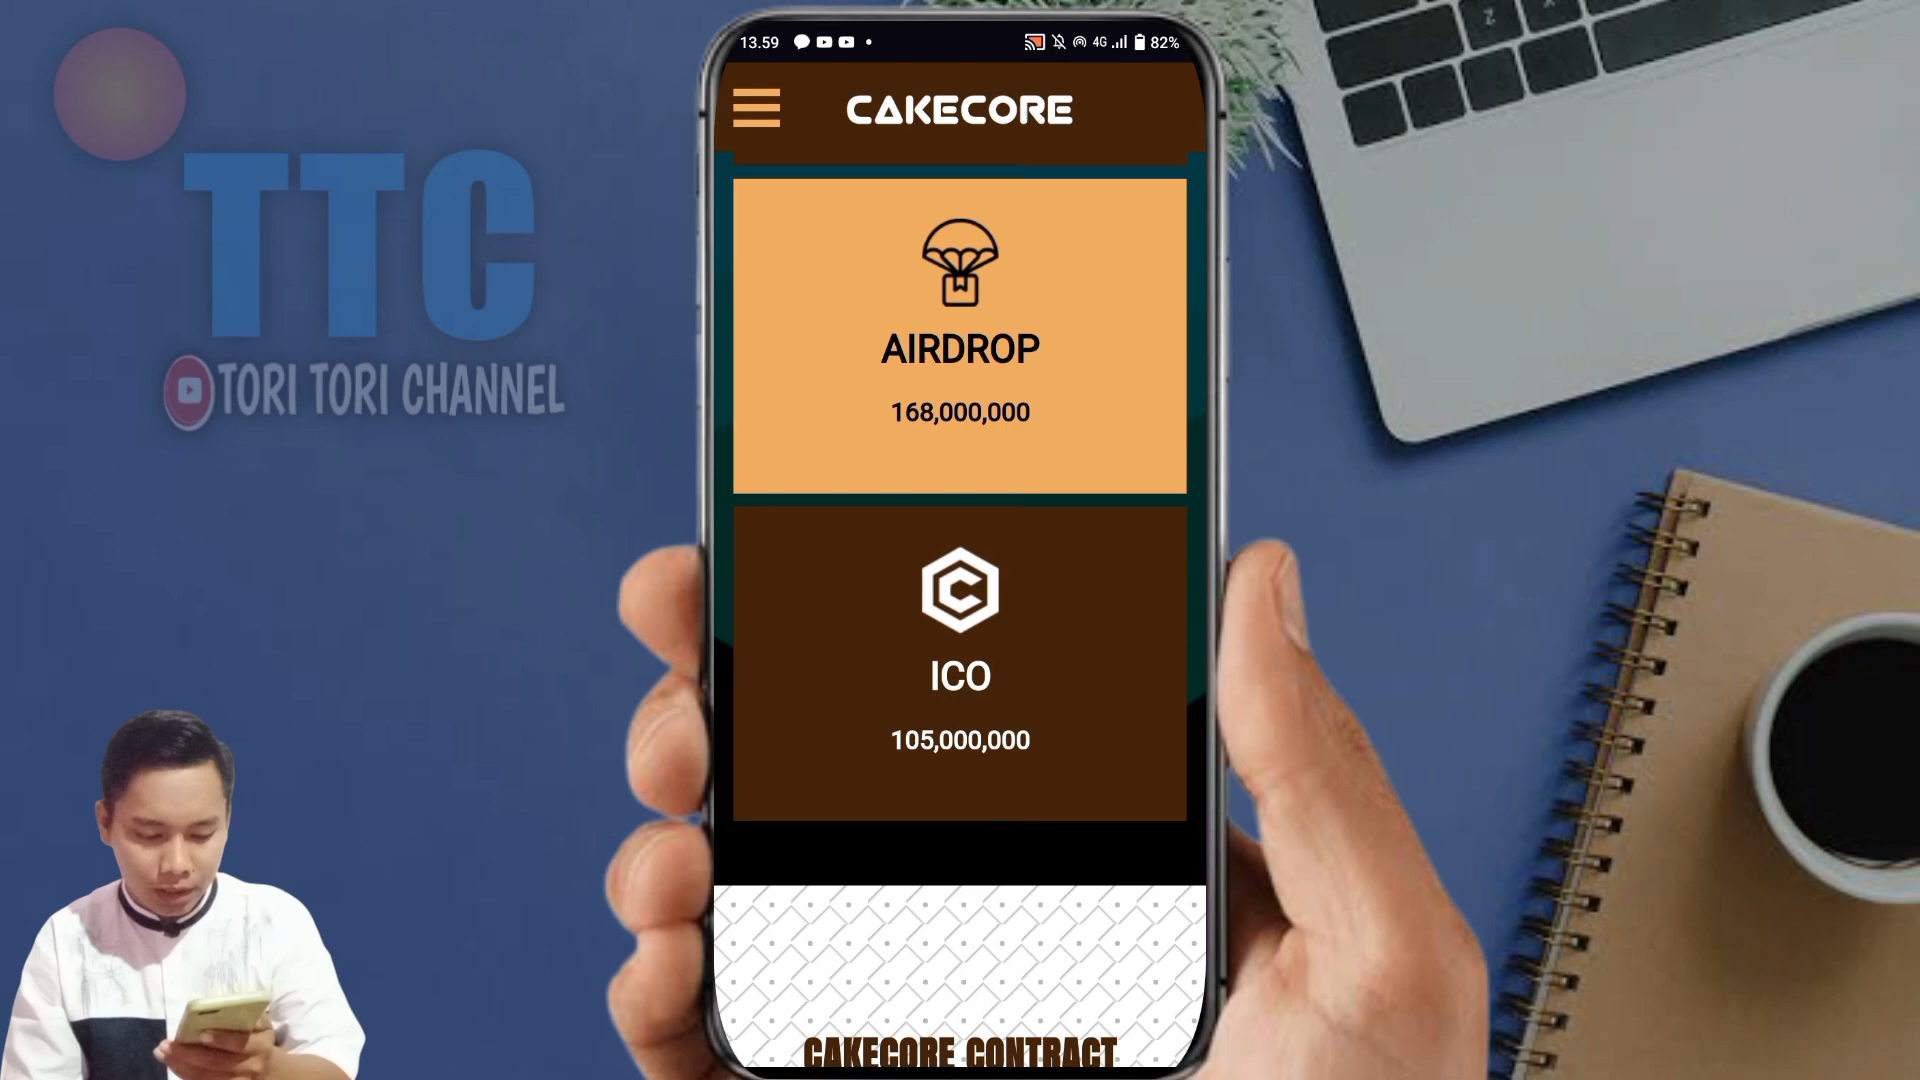 13.59
4G
82%
CAKECORE
AIRDROP
168,000,000
ICO
105,000,000
CAKECORE CONTRACT
TTC
TORI TORI CHANNEL
Z